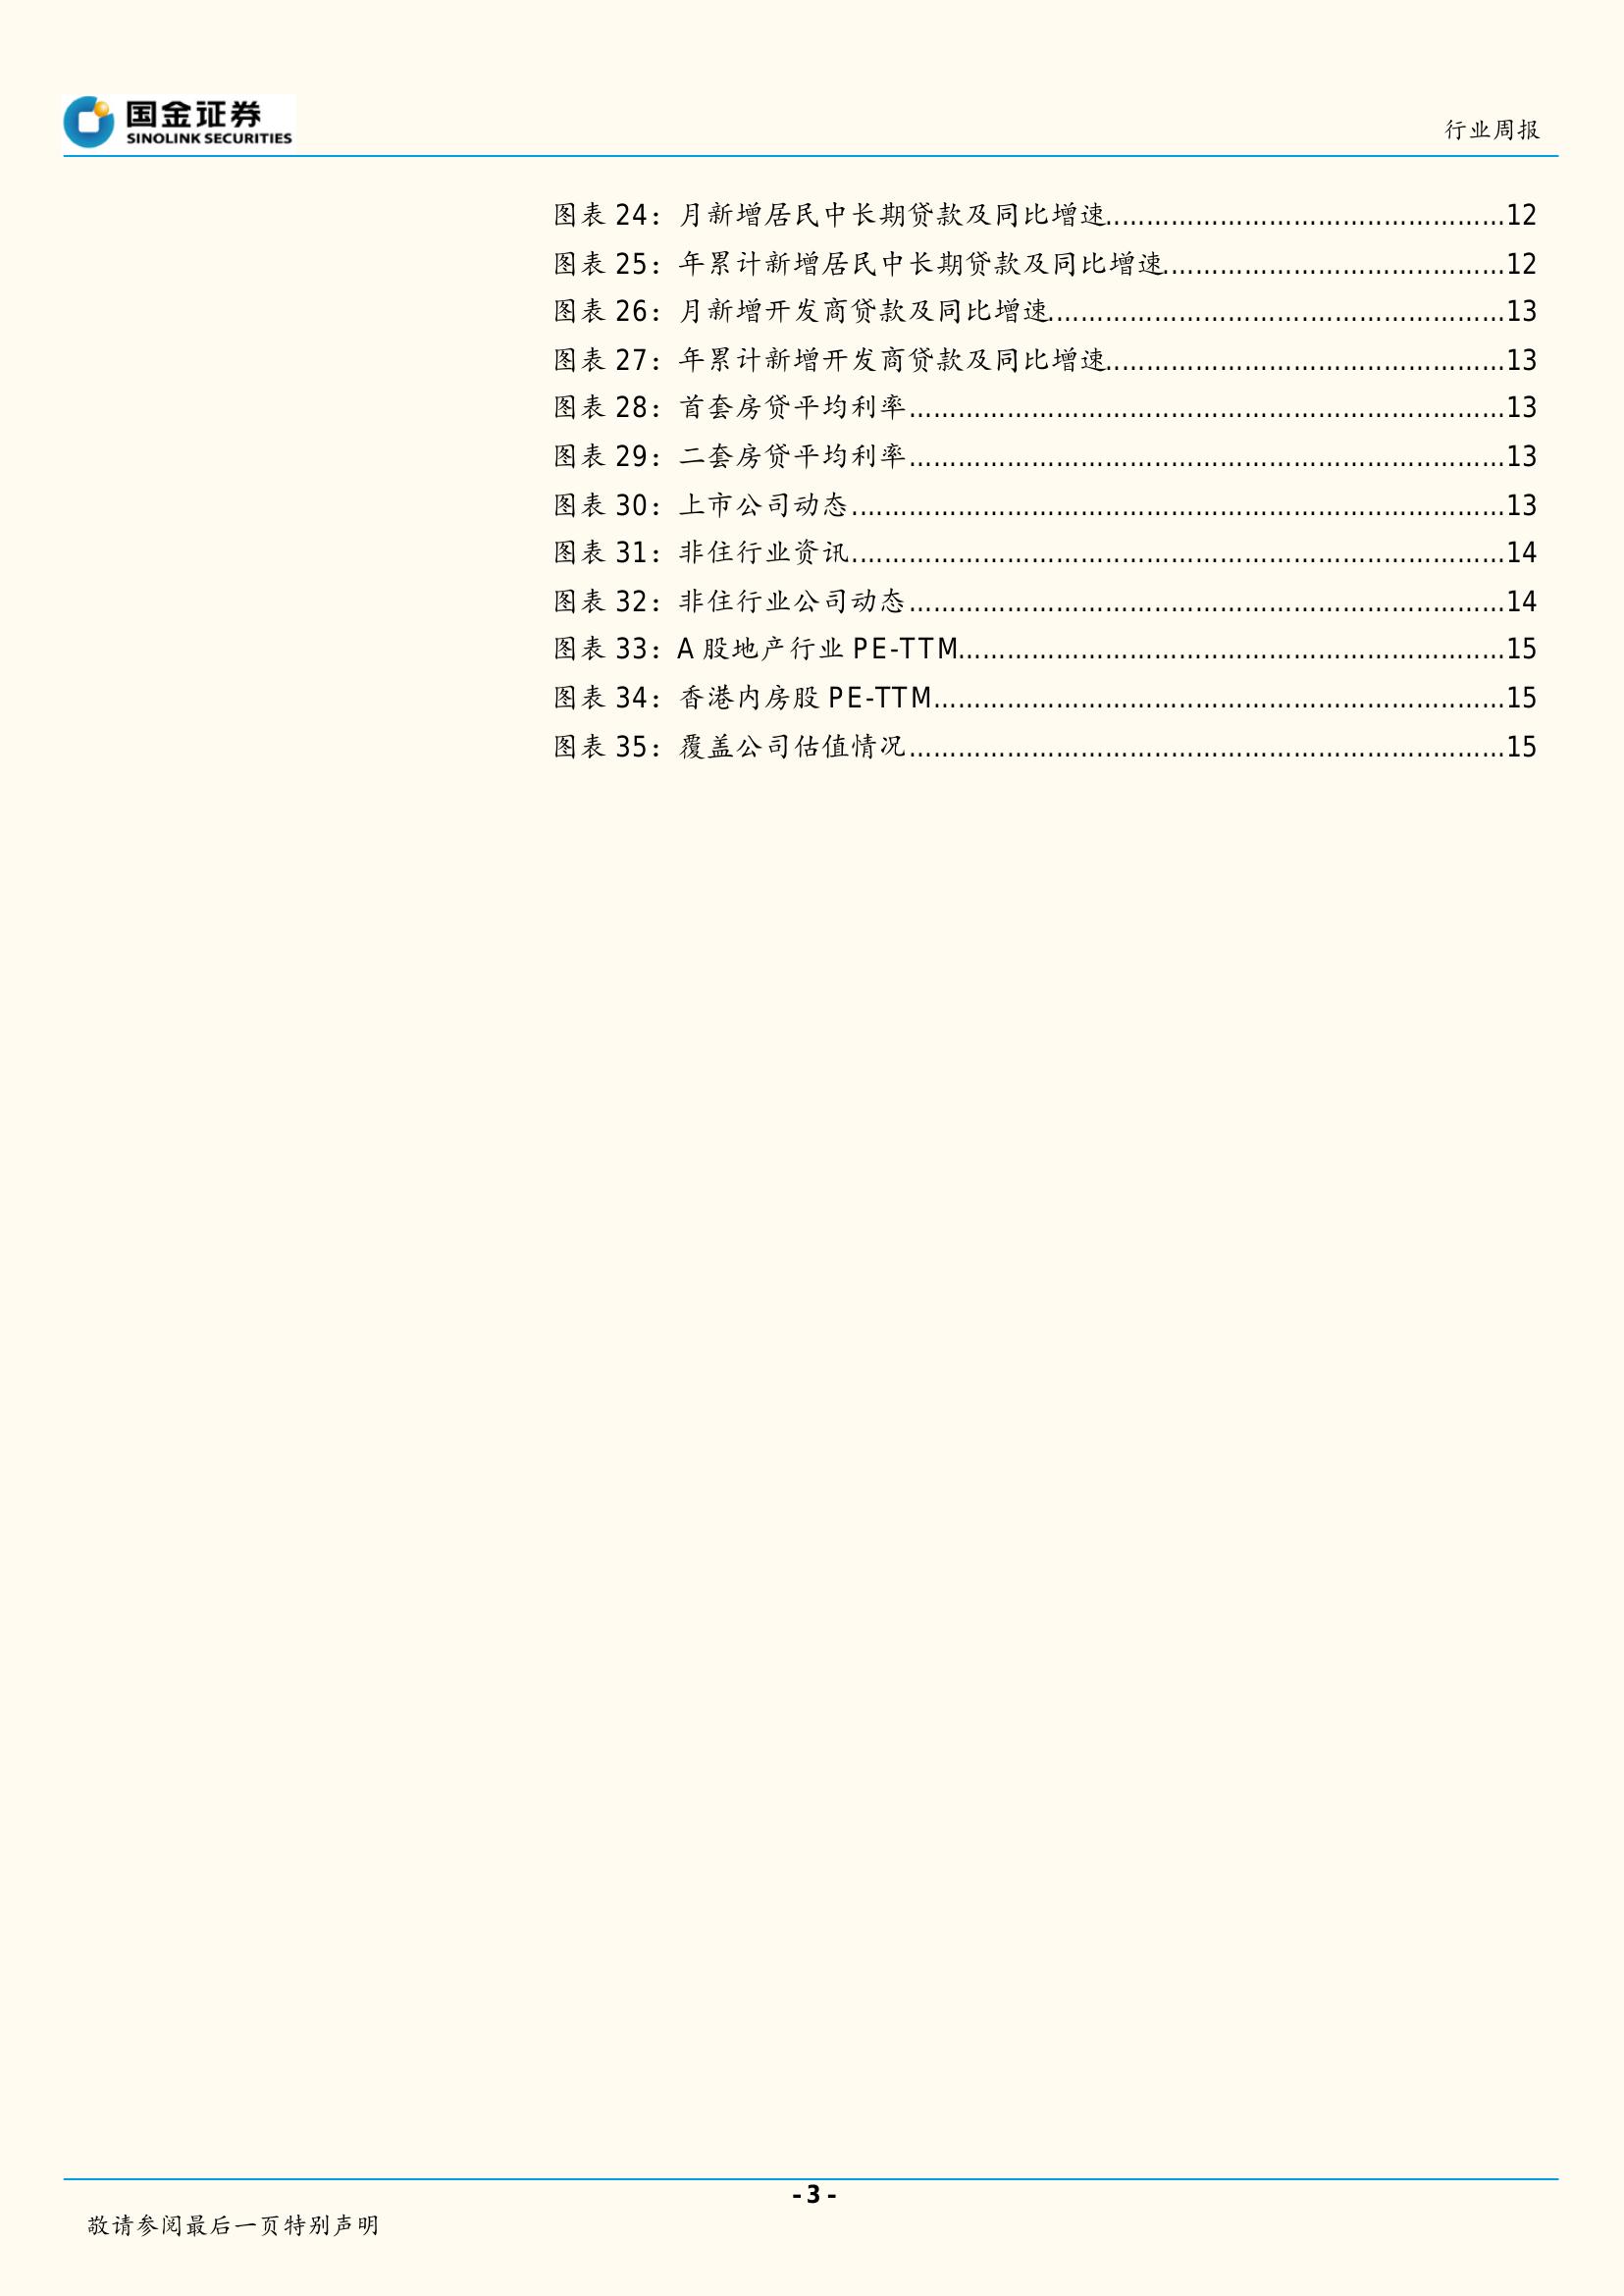 国金证券
SINOLINK SECURITIES
行业周报
图表 24：月新增居民中长期贷款及同比增速........................................12
图表 25：年累计新增居民中长期贷款及同比增速........................................12
图表 26：月新增开发商贷款及同比增速........................................13
图表 27：年累计新增开发商贷款及同比增速........................................13
图表 28：首套房贷平均利率........................................13
图表 29：二套房贷平均利率........................................13
图表 30：上市公司动态........................................13
图表 31：非住行业资讯........................................14
图表 32：非住行业公司动态........................................14
图表 33：A 股地产行业 PE-TTM........................................15
图表 34：香港内房股 PE-TTM........................................15
图表 35：覆盖公司估值情况........................................15
- 3 -
敬请参阅最后一页特别声明